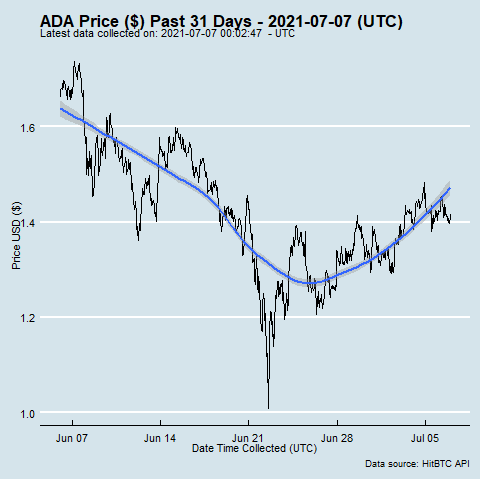 ADA Price ($) Past 31 Days - 2021-07-07 (UTC)
Latest data collected on: 2021-07-07 00:02:47 - UTC
Price USD ($)
1.6
1.4
1.2
1.0
Jun 07 Jun 14 Jun 21 Jun 28 Jul 05
Date Time Collected (UTC)
Data source: HitBTC API